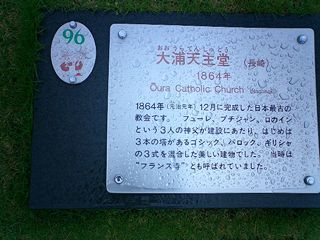 96
おおうらてんしゅどう
大浦天主堂 (長崎)
1864年
Oura Catholic Church (Nagasaki)
1864年(元治元年)12月に完成した日本最古の
教会です。 フューレ、プチジャン、ロカイン
という3人の神父が建設にあたり、はじめは
3本の塔があるゴシック、バロック、ギリシャ
の3式を混合した美しい建物でした。 当時は
“フランス寺”とも呼ばれていました。